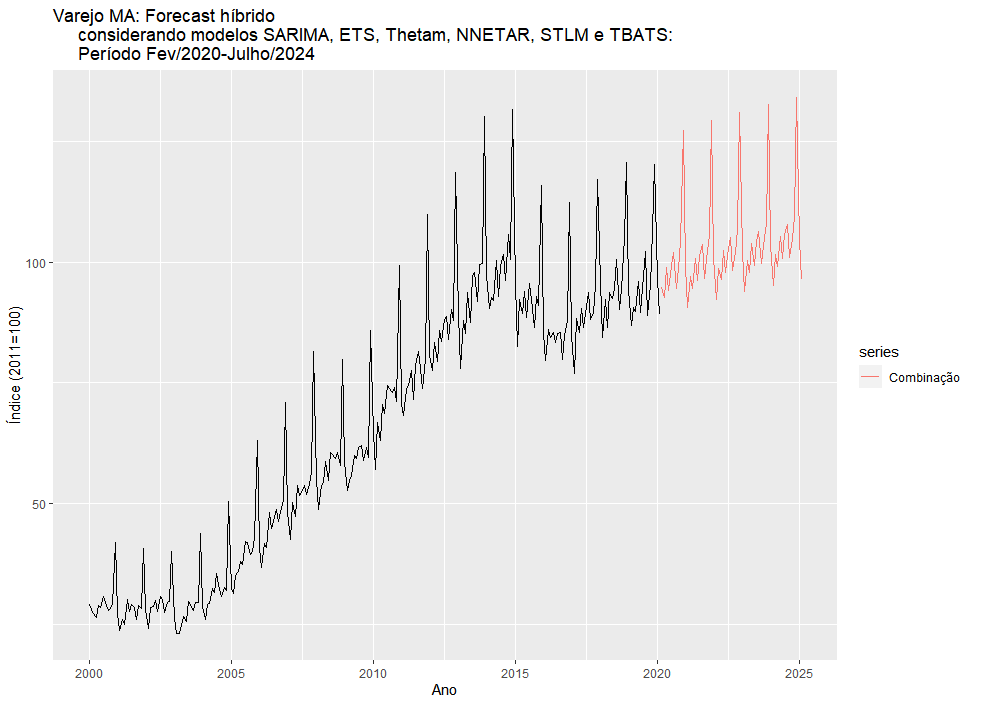 Varejo MA: Forecast híbrido
considerando modelos SARIMA, ETS, Thetam, NNETAR, STLM e TBATS:
Período Fev/2020-Julho/2024
Índice (2011=100)
100
50
2000
2005
2010
2015
2020
2025
Ano
series
Combinação